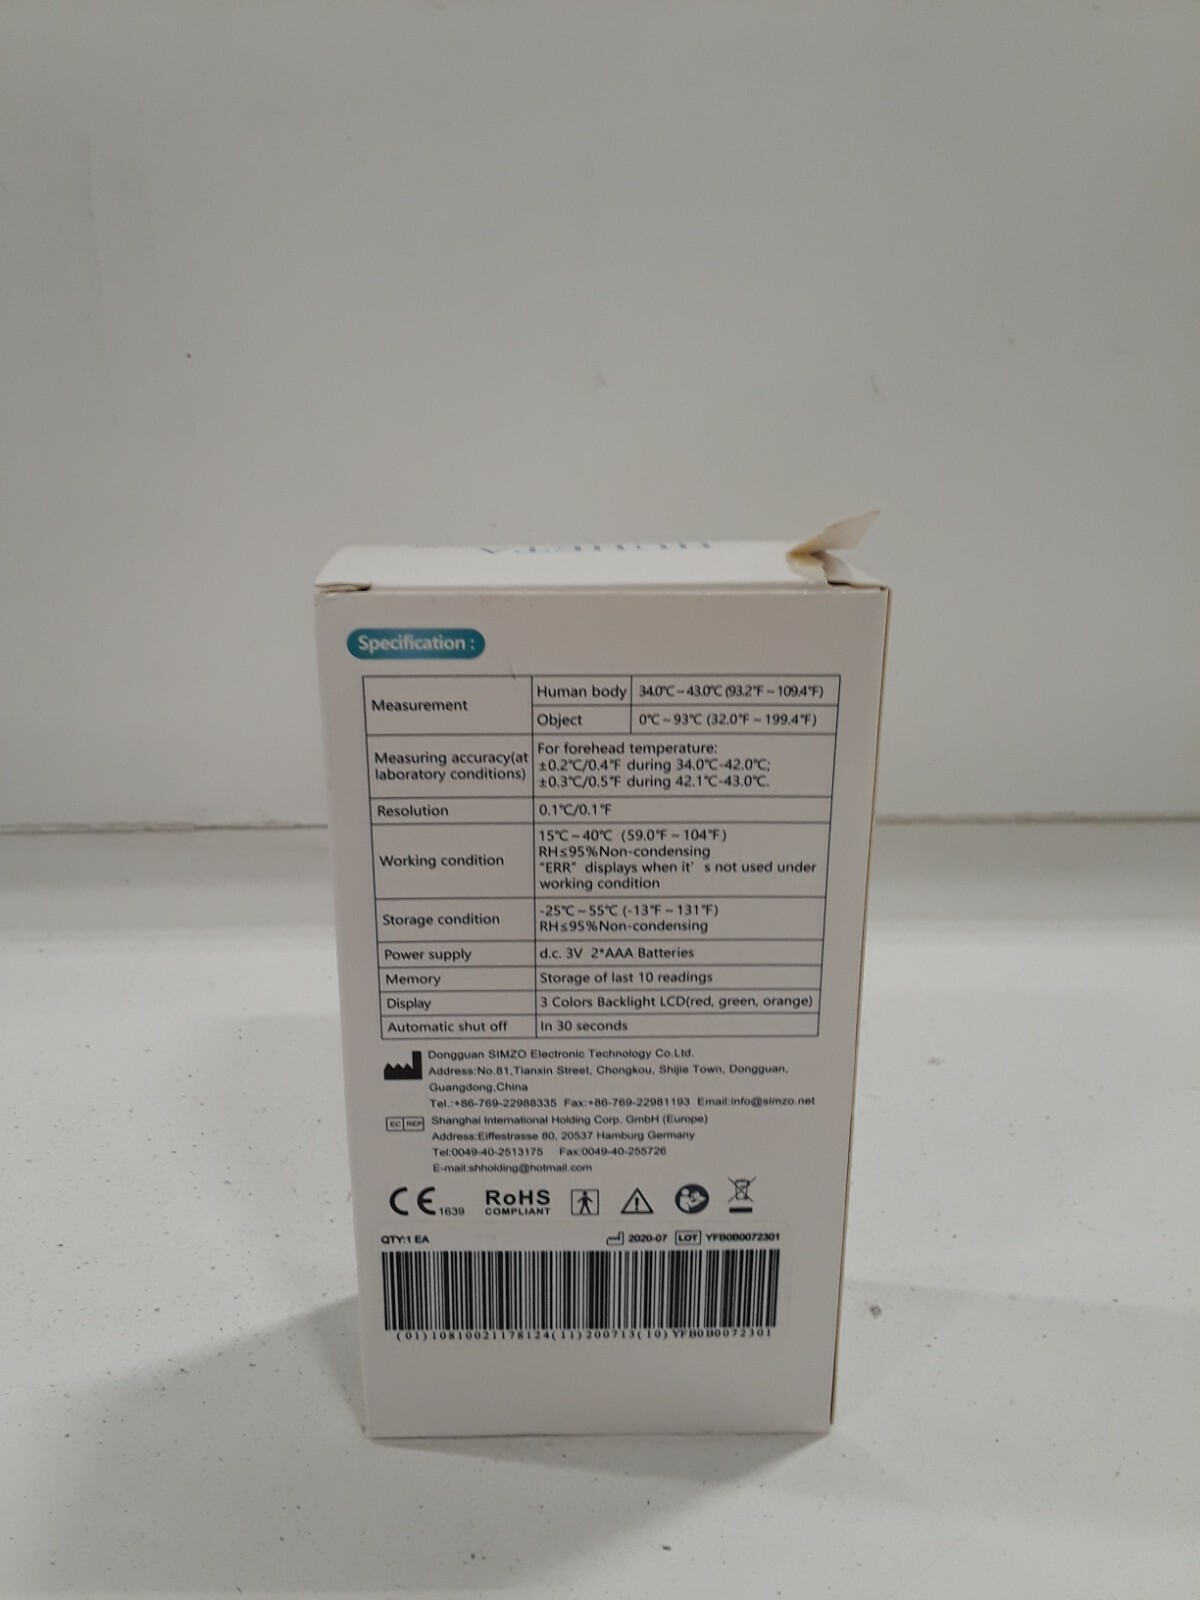 Specification :
Measurement
Human body
34.0℃~43.0℃ (93.2℉ ~ 109.4℉)
Object
0℃ ~ 93℃ (32.0℉ ~ 199.4℉)
Measuring accuracy(at
laboratory conditions)
For forehead temperature:
±0.2℃/0.4℉ during 34.0℃-42.0℃;
±0.3℃/0.5℉ during 42.1℃-43.0℃.
Resolution
0.1℃/0.1℉
Working condition
15℃ ~ 40℃ (59.0℉ ~ 104℉)
RH≤95%Non-condensing
"ERR" displays when it's not used under
working condition
Storage condition
-25℃ ~ 55℃ (-13℉ ~ 131℉)
RH≤95%Non-condensing
Power supply
d.c. 3V 2*AAA Batteries
Memory
Storage of last 10 readings
Display
3 Colors Backlight LCD(red, green, orange)
Automatic shut off
In 30 seconds
Dongguan SIMZO Electronic Technology Co.Ltd.
Address:No.81,Tianxin Street, Chongkou, Shijie Town, Dongguan,
Guangdong,China
Tel.:+86-769-22988335 Fax:+86-769-22981193 Email:info@simzo.net
EC REP
Shanghai International Holding Corp. GmbH (Europe)
Address:Eiffestrasse 80, 20537 Hamburg Germany
Tel:0049-40-2513175 Fax:0049-40-255726
E-mail:shholding@hotmail.com
CE 1639
RoHS
COMPLIANT
QTY:1 EA
2020-07 LOT YFB0B0072301
(01)10810021178124(11)200713(10)YFB0B0072301